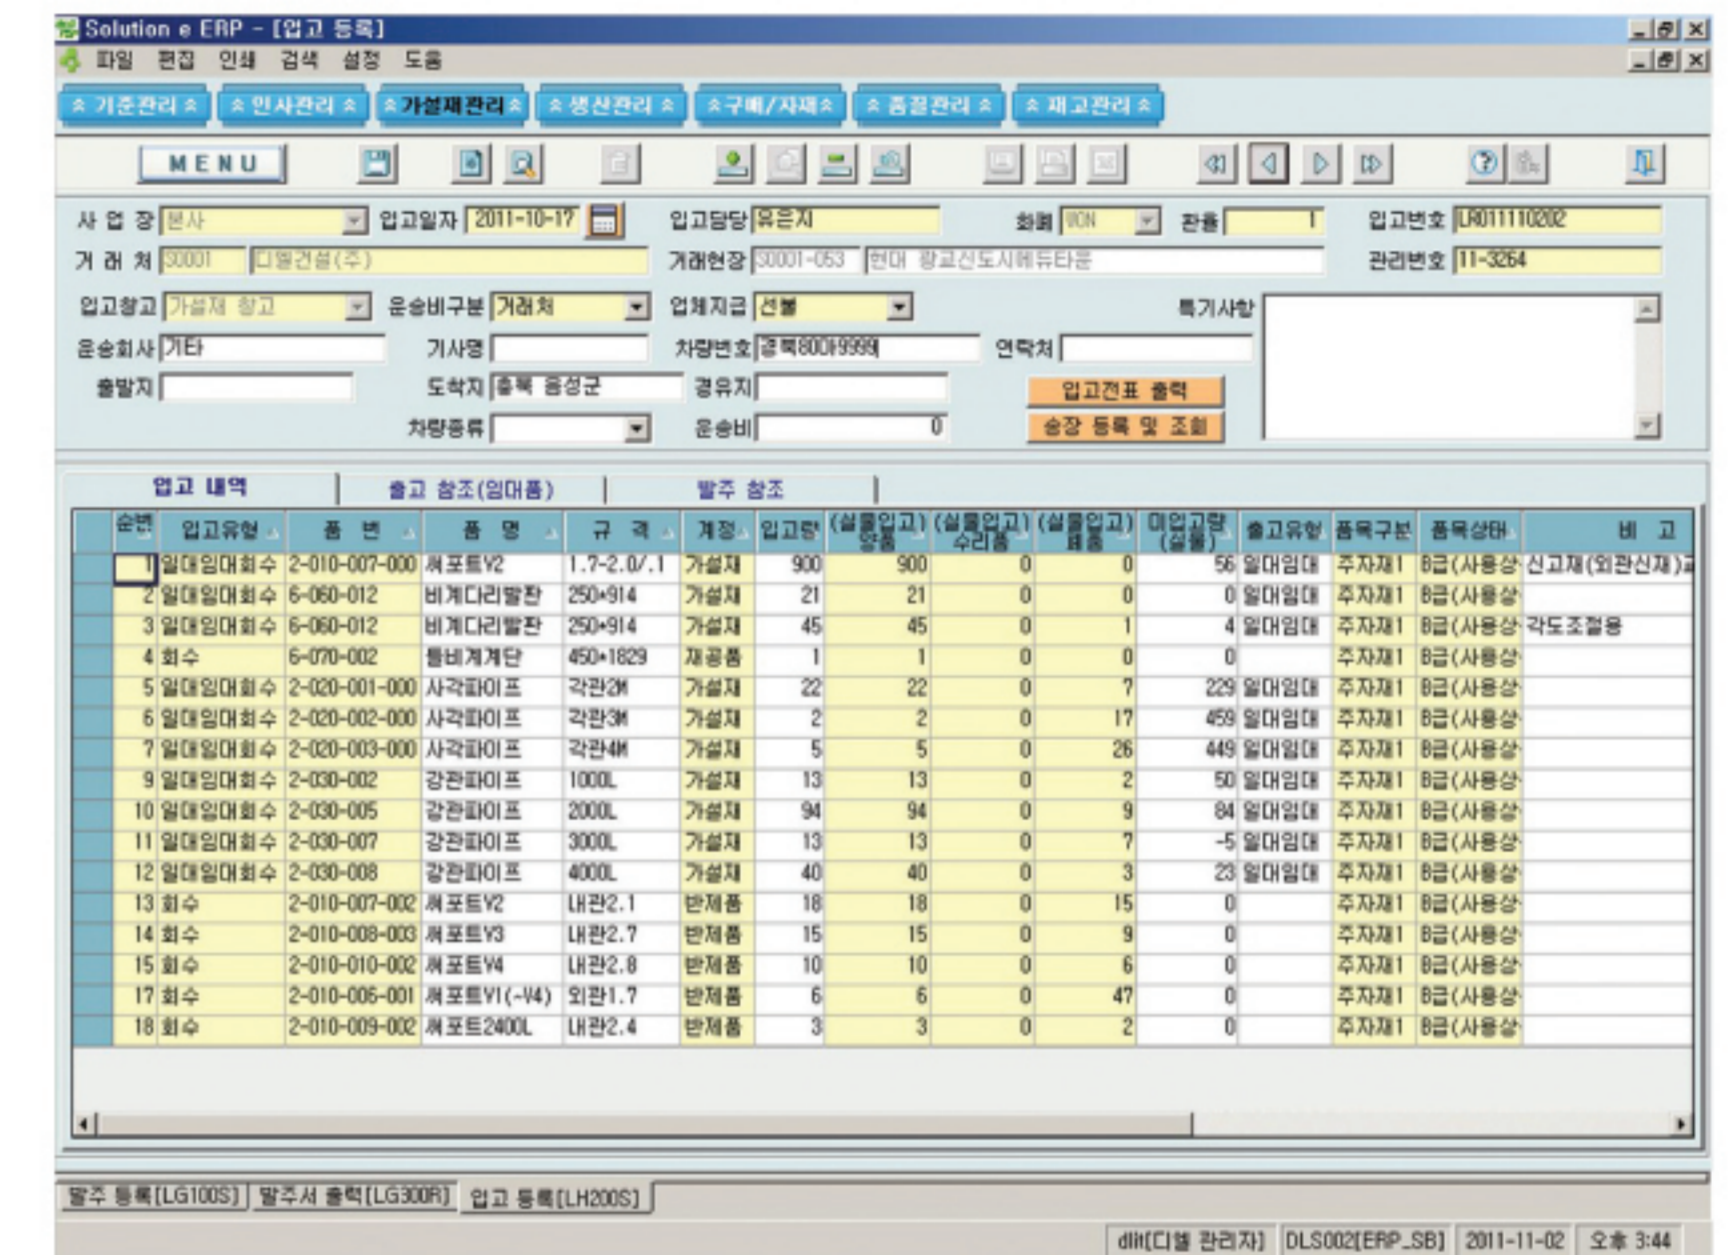 Solution e ERP - [입고 등록]
파일 편집 인쇄 검색 설정 도움
기준관리 인사관리 가설재관리 생산관리 구매/자재 품질관리 재고관리
MENU
사 업 장 본사 입고일자 2011-10-17 입고담당 유은지 화폐 WON 환율 1 입고번호 LR011110202
거 래 처 S0001 디엘건설(주) 거래현장 S0001-053 현대 광교신도시에듀타운 관리번호 11-3264
입고창고 가설재 창고 운송비구분 거래처 업체지급 선불 특기사항
운송회사 기타 기사명 차량번호 경북80아9999 연락처
출발지 도착지 충북 음성군 경유지 입고전표 출력
차량종류 운송비 0 송장 등록 및 조회
입고 내역 출고 참조(임대품) 발주 참조
순번 입고유형 품 번 품 명 규 격 계정 입고량 (실물입고)양품 (실물입고)수리품 (실물입고)폐품 미입고량(실물) 출고유형 품목구분 품목상태 비 고
1 일대임대회수 2-010-007-000 써포트V2 1.7-2.0/.1 가설재 900 900 0 0 56 일대임대 주자재1 B급(사용상 신고재(외관신재)
2 일대임대회수 6-060-012 비계다리발판 250*914 가설재 21 21 0 0 0 일대임대 주자재1 B급(사용상
3 일대임대회수 6-060-012 비계다리발판 250*914 가설재 45 45 0 1 4 일대임대 주자재1 B급(사용상 각도조절용
4 회수 6-070-002 틀비계계단 450*1829 재공품 1 1 0 0 0 주자재1 B급(사용상
5 일대임대회수 2-020-001-000 사각파이프 각관2M 가설재 22 22 0 7 229 일대임대 주자재1 B급(사용상
6 일대임대회수 2-020-002-000 사각파이프 각관3M 가설재 2 2 0 17 459 일대임대 주자재1 B급(사용상
7 일대임대회수 2-020-003-000 사각파이프 각관4M 가설재 5 5 0 26 449 일대임대 주자재1 B급(사용상
9 일대임대회수 2-030-002 강관파이프 1000L 가설재 13 13 0 2 50 일대임대 주자재1 B급(사용상
10 일대임대회수 2-030-005 강관파이프 2000L 가설재 94 94 0 9 84 일대임대 주자재1 B급(사용상
11 일대임대회수 2-030-007 강관파이프 3000L 가설재 13 13 0 7 -5 일대임대 주자재1 B급(사용상
12 일대임대회수 2-030-008 강관파이프 4000L 가설재 40 40 0 3 23 일대임대 주자재1 B급(사용상
13 회수 2-010-007-002 써포트V2 내관2.1 반제품 18 18 0 15 0 주자재1 B급(사용상
14 회수 2-010-008-003 써포트V3 내관2.7 반제품 15 15 0 9 0 주자재1 B급(사용상
15 회수 2-010-010-002 써포트V4 내관2.8 반제품 10 10 0 6 0 주자재1 B급(사용상
17 회수 2-010-006-001 써포트V1(~V4) 외관1.7 반제품 6 6 0 47 0 주자재1 B급(사용상
18 회수 2-010-009-002 써포트2400L 내관2.4 반제품 3 3 0 2 0 주자재1 B급(사용상
발주 등록[LG100S] 발주서 출력[LG300R] 입고 등록[LH200S]
dlit[디엘 관리자] DLS002[ERP_SB] 2011-11-02 오후 3:44